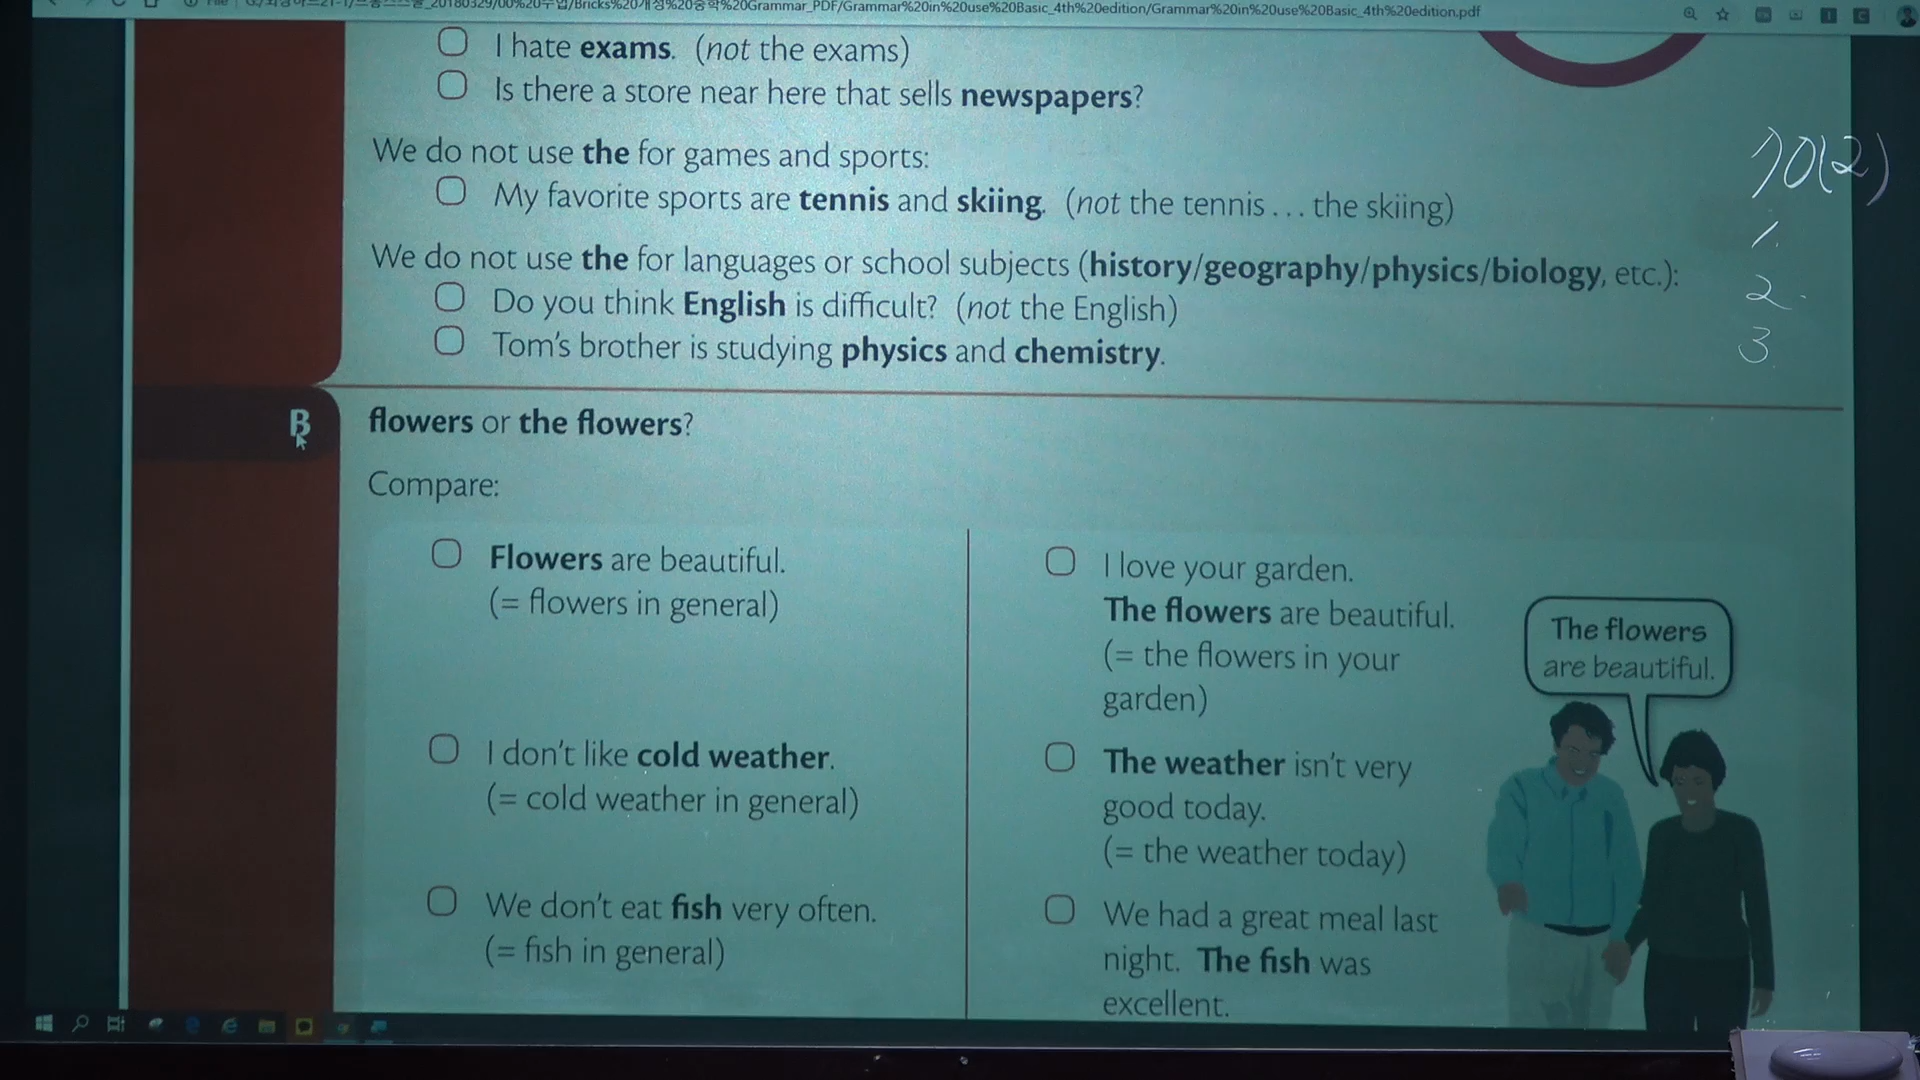 I hate exams. (not the exams)
Is there a store near here that sells newspapers?
We do not use the for games and sports:
My favorite sports are tennis and skiing. (not the tennis ... the skiing)
We do not use the for languages or school subjects (history/geography/physics/biology, etc.):
Do you think English is difficult? (not the English)
Tom's brother is studying physics and chemistry.
70(2)
1.
2.
3
B
flowers or the flowers?
Compare:
Flowers are beautiful.
(= flowers in general)
I don't like cold weather.
(= cold weather in general)
We don't eat fish very often.
(= fish in general)
I love your garden.
The flowers are beautiful.
(= the flowers in your
garden)
The weather isn't very
good today.
(= the weather today)
We had a great meal last
night. The fish was
excellent.
The flowers
are beautiful.